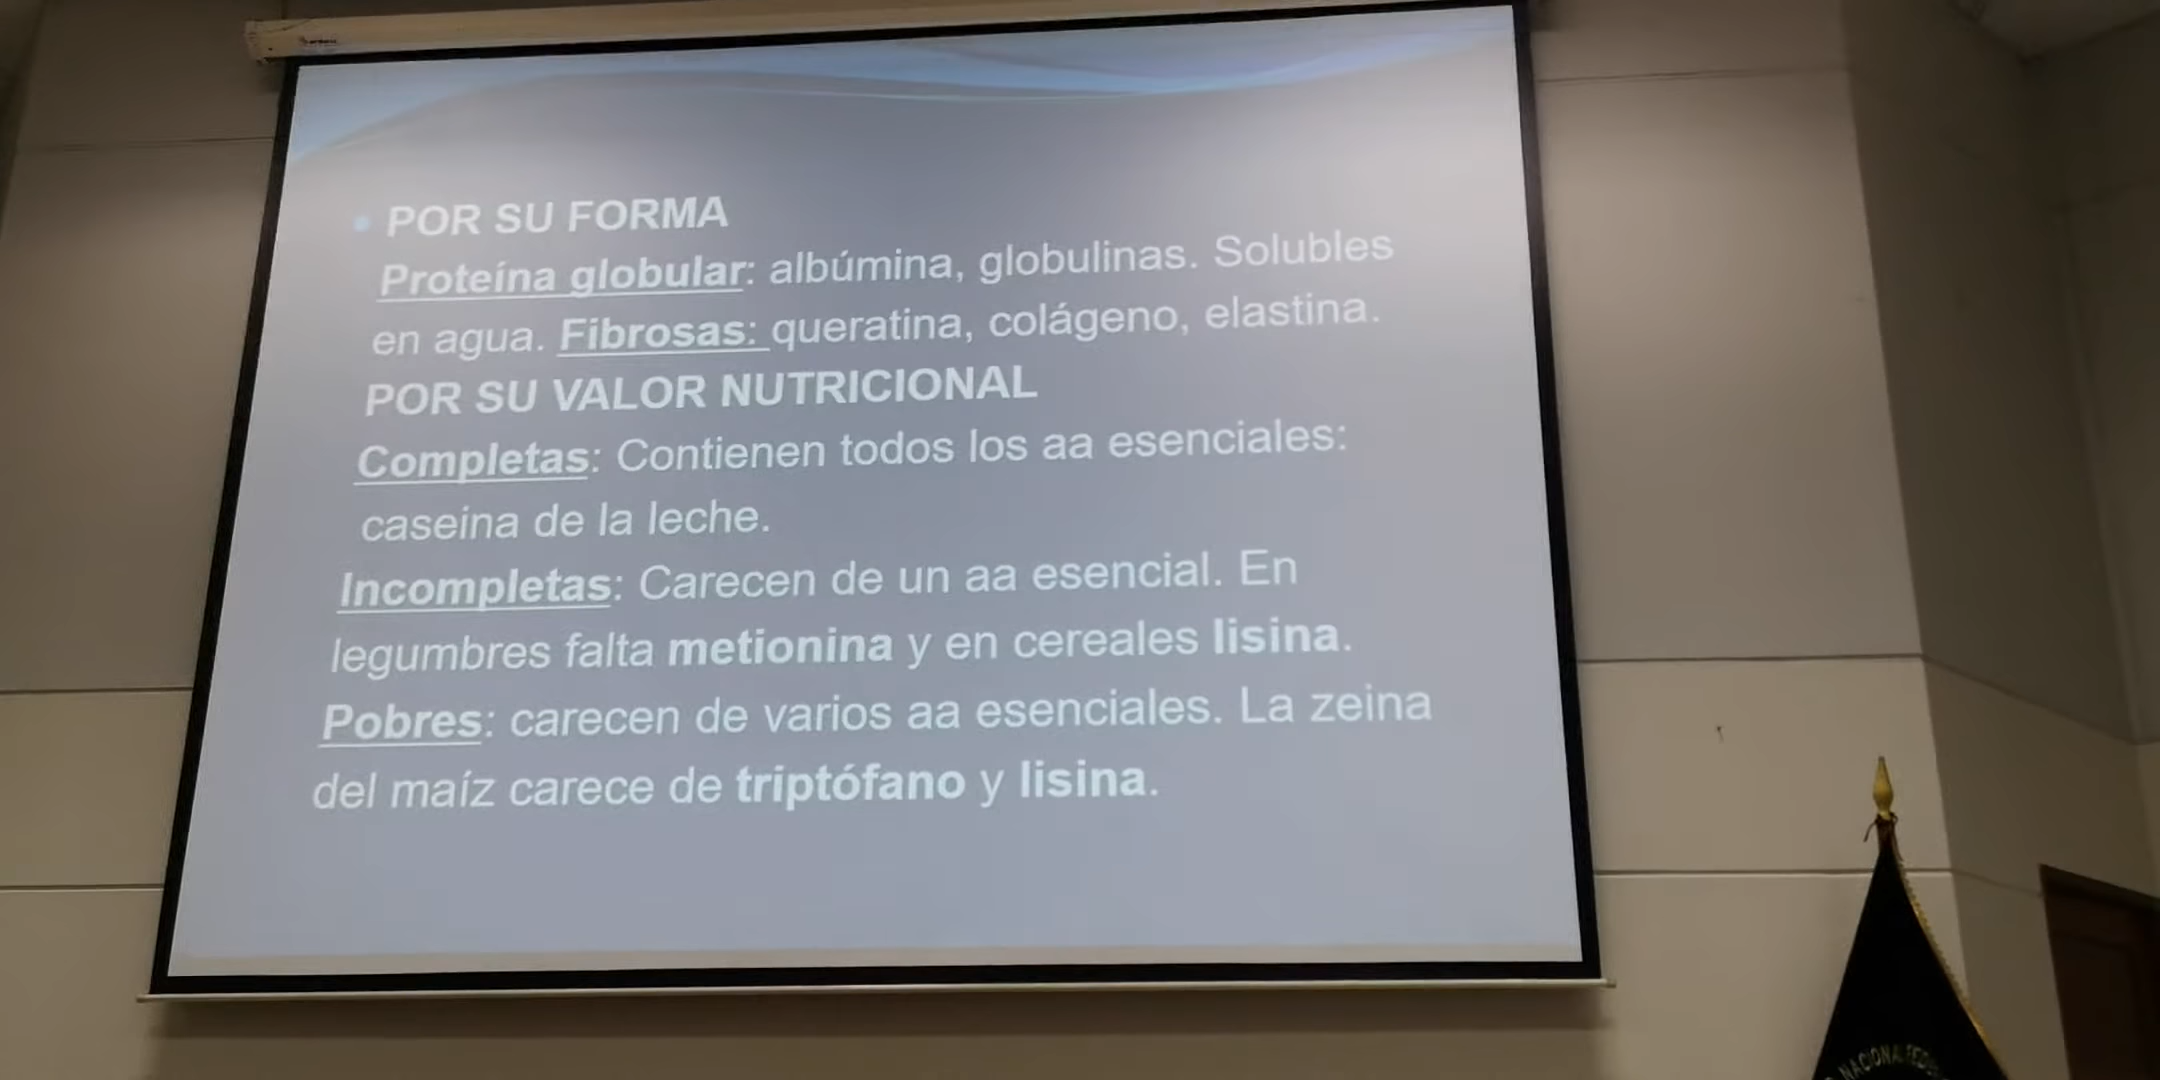 • POR SU FORMA
Proteína globular: albúmina, globulinas. Solubles
en agua. Fibrosas: queratina, colágeno, elastina.
POR SU VALOR NUTRICIONAL
Completas: Contienen todos los aa esenciales:
caseina de la leche.
Incompletas: Carecen de un aa esencial. En
legumbres falta metionina y en cereales lisina.
Pobres: carecen de varios aa esenciales. La zeina
del maíz carece de triptófano y lisina.
NACIONAL